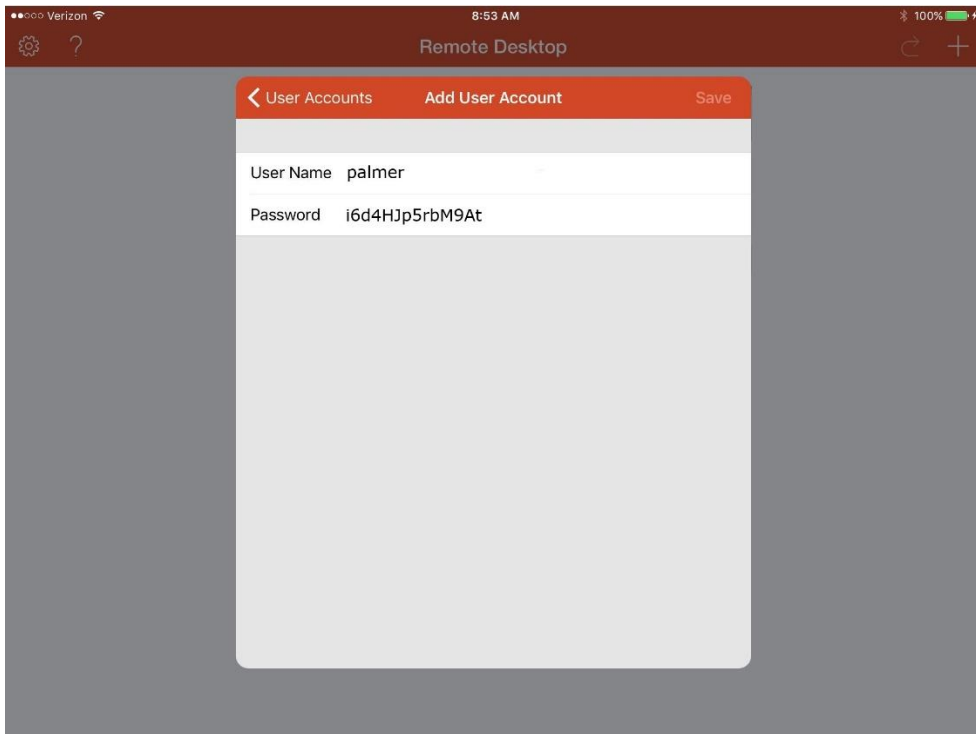 Verizon 8:53 AM 100%
? Remote Desktop +
User Accounts Add User Account Save
User Name palmer
Password i6d4HJp5rbM9At